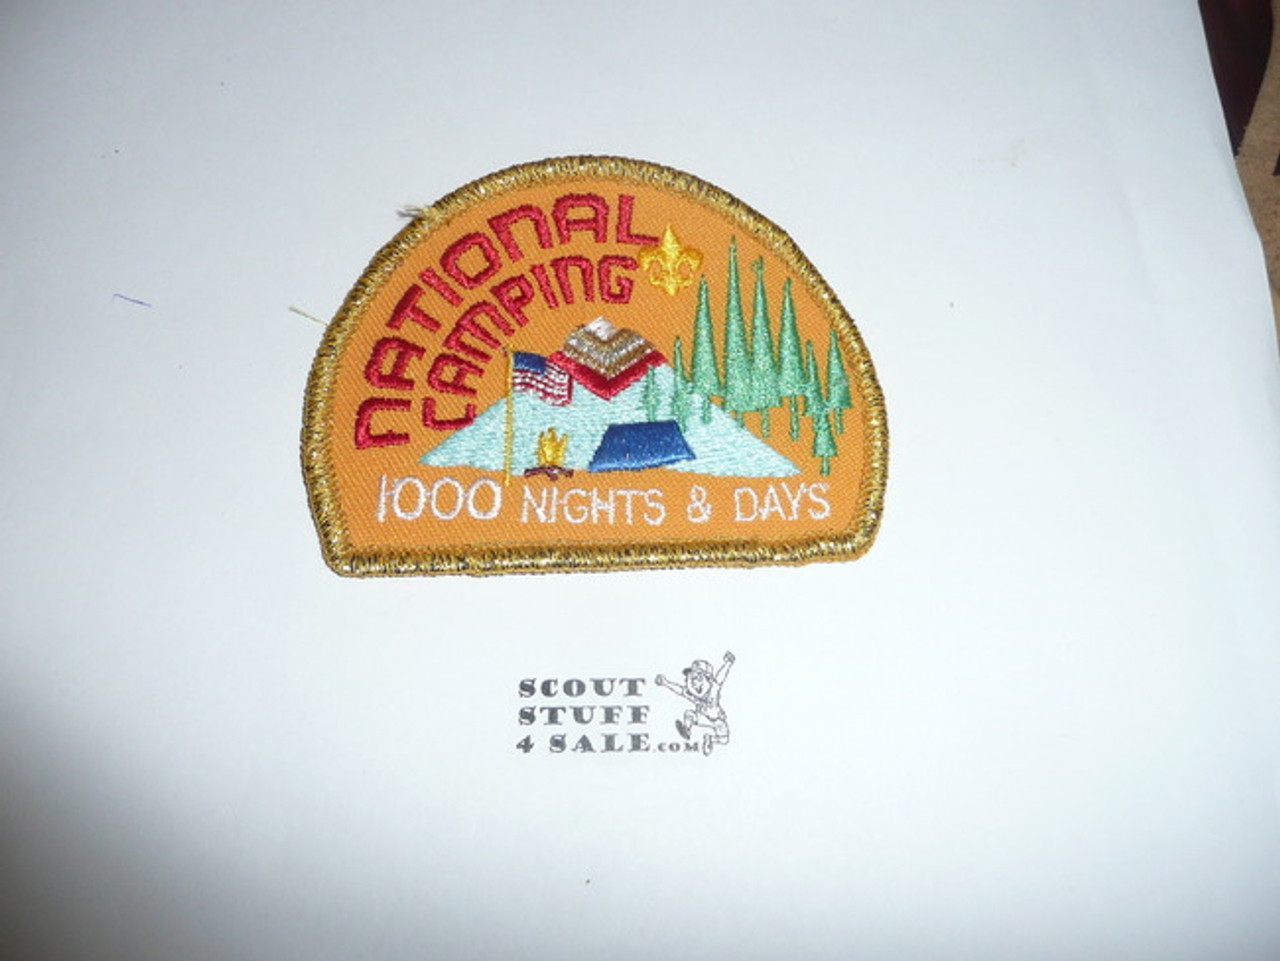 NATIONAL
CAMPING
1000 NIGHTS & DAYS
SCOUT
STUFF
4 SALE.COM